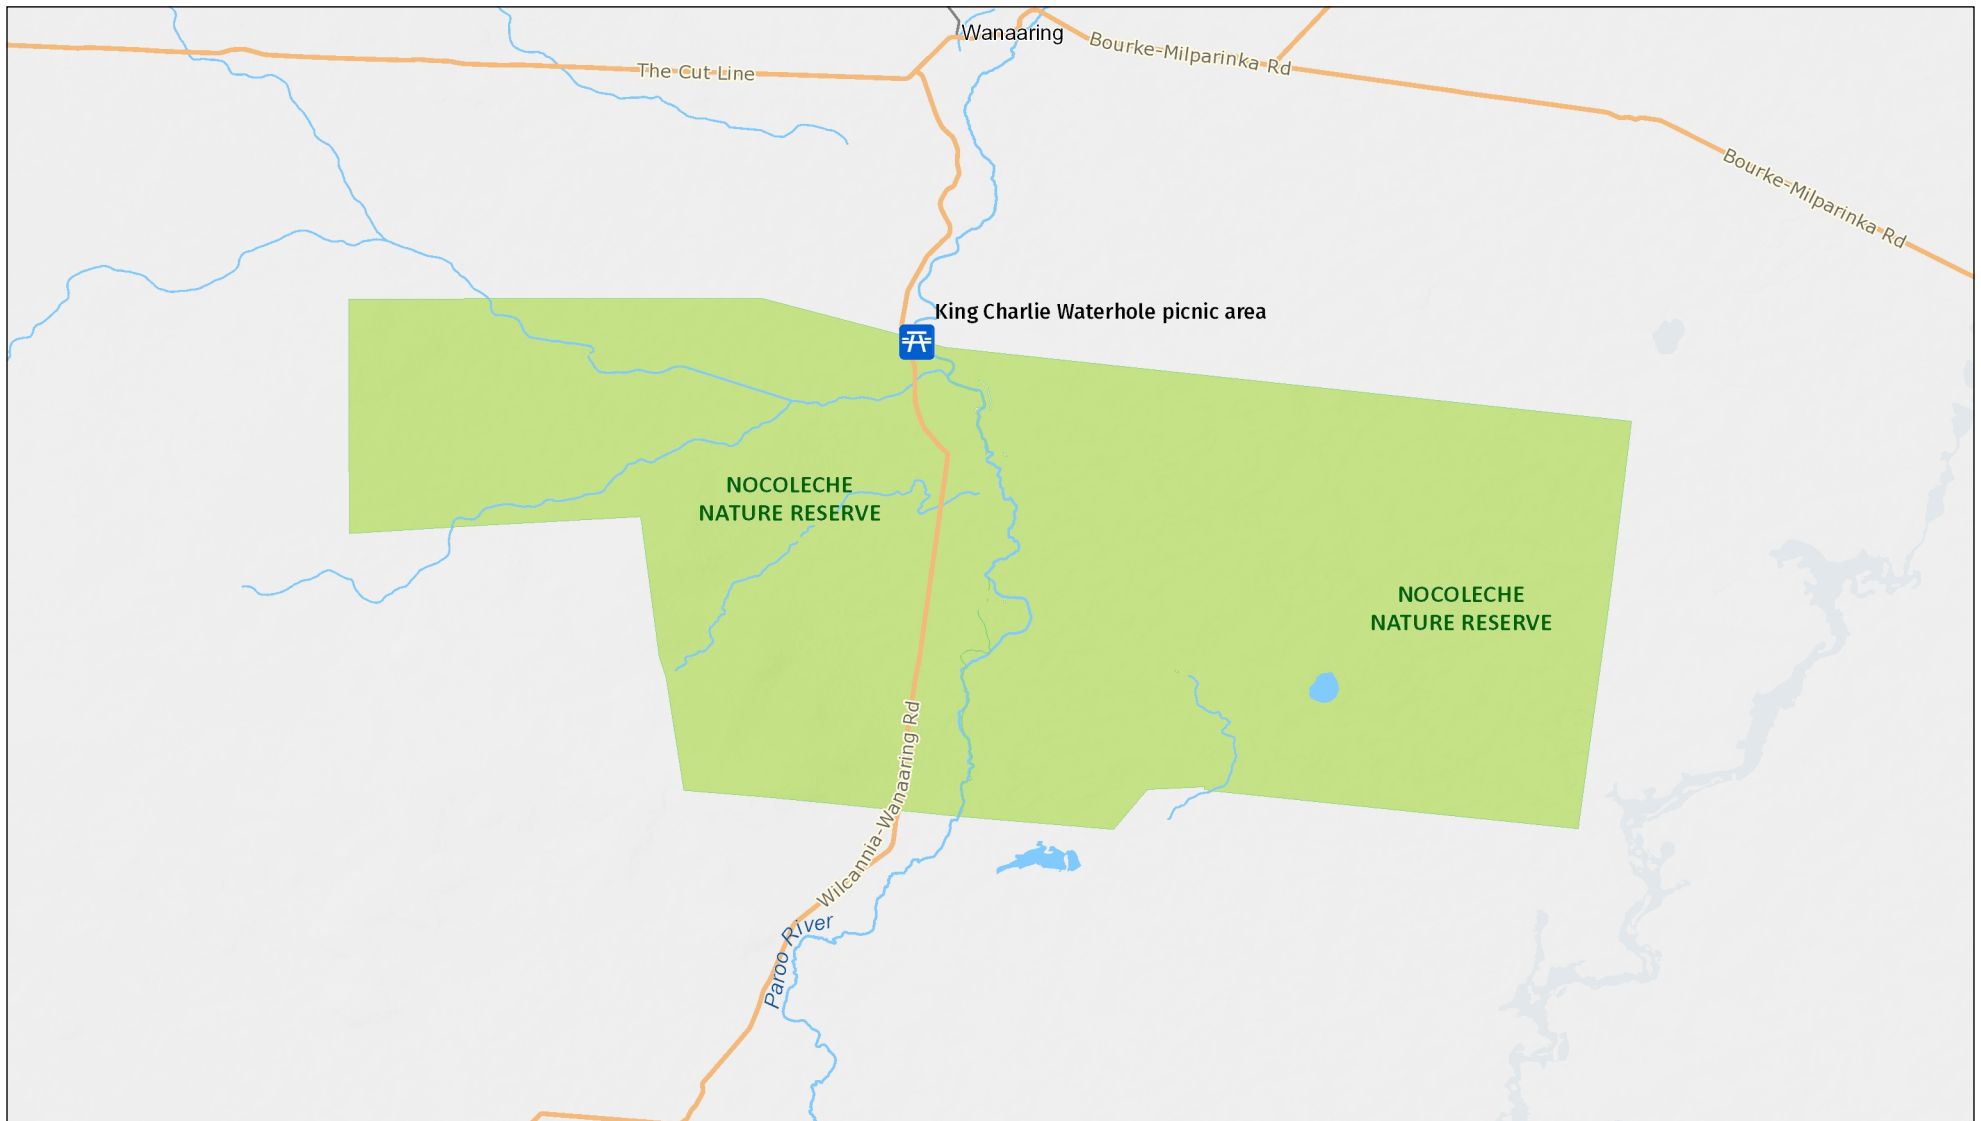 Wanaaring
Bourke-Milparinka Rd
The Cut Line
Bourke-Milparinka Rd
King Charlie Waterhole picnic area
NOCOLECHE
NATURE RESERVE
NOCOLECHE
NATURE RESERVE
Wilcannia-Wanaaring Rd
Paroo River